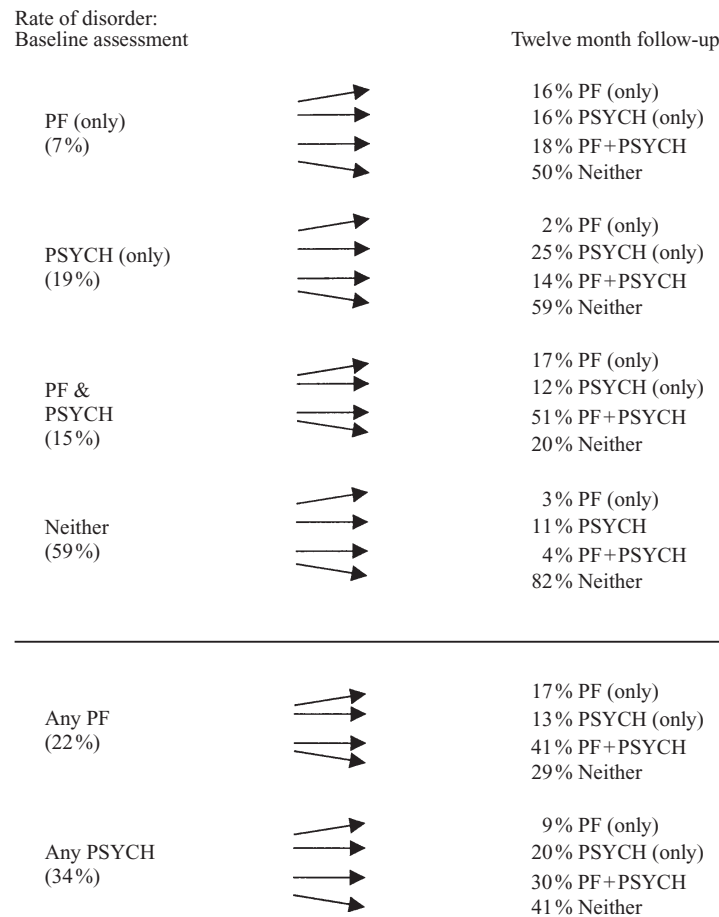 Rate of disorder:
Baseline assessment Twelve month follow-up
PF (only)
(7%)
16% PF (only)
16% PSYCH (only)
18% PF+PSYCH
50% Neither
PSYCH (only)
(19%)
2% PF (only)
25% PSYCH (only)
14% PF+PSYCH
59% Neither
PF &
PSYCH
(15%)
17% PF (only)
12% PSYCH (only)
51% PF+PSYCH
20% Neither
Neither
(59%)
3% PF (only)
11% PSYCH
4% PF+PSYCH
82% Neither
Any PF
(22%)
17% PF (only)
13% PSYCH (only)
41% PF+PSYCH
29% Neither
Any PSYCH
(34%)
9% PF (only)
20% PSYCH (only)
30% PF+PSYCH
41% Neither